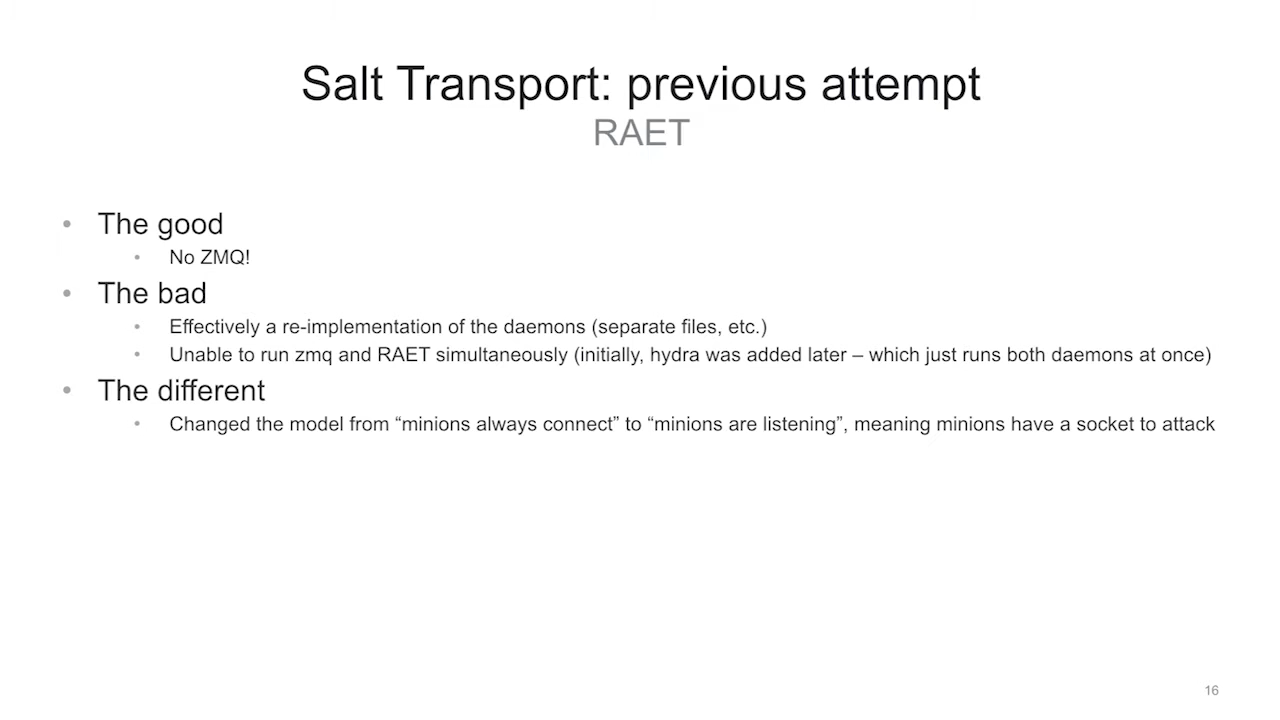 Salt Transport: previous attempt
RAET
• The good
• No ZMQ!
• The bad
• Effectively a re-implementation of the daemons (separate files, etc.)
• Unable to run zmq and RAET simultaneously (initially, hydra was added later – which just runs both daemons at once)
• The different
• Changed the model from “minions always connect” to “minions are listening”, meaning minions have a socket to attack
16